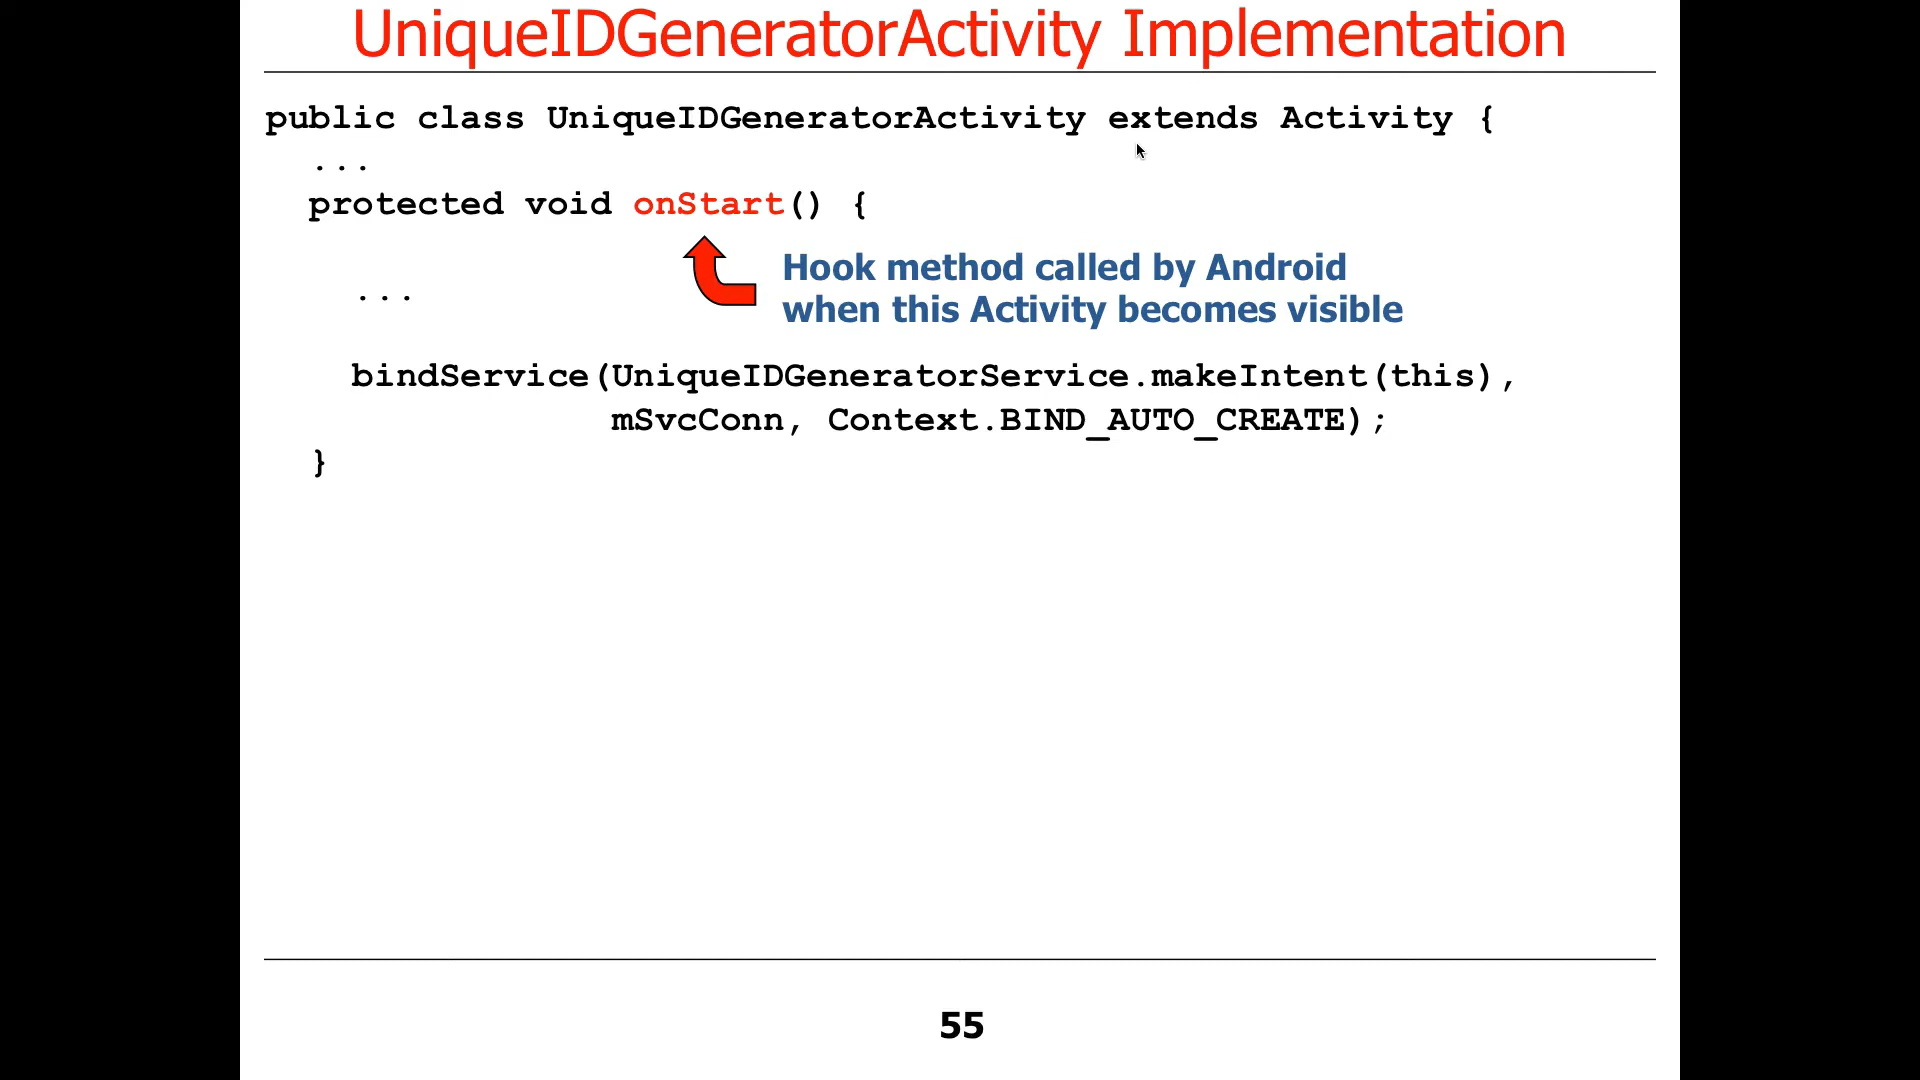 UniqueIDGeneratorActivity Implementation
public class UniqueIDGeneratorActivity extends Activity {
...
protected void onStart() {
Hook method called by Android
when this Activity becomes visible
...
bindService(UniqueIDGeneratorService.makeIntent(this),
mSvcConn, Context.BIND_AUTO_CREATE);
}
55